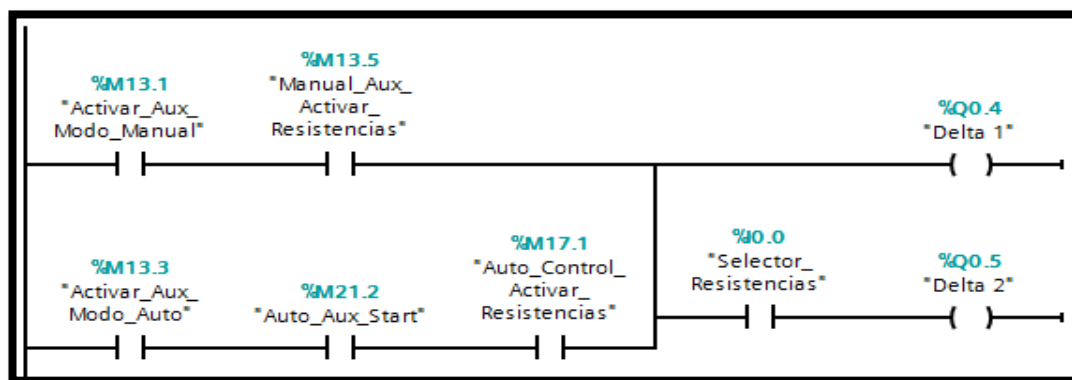 %M13.1
"Activar_Aux_
Modo_Manual"
%M13.5
"Manual_Aux_
Activar_
Resistencias"
%Q0.4
"Delta 1"
%M13.3
"Activar_Aux_
Modo_Auto"
%M21.2
"Auto_Aux_Start"
%M17.1
"Auto_Control_
Activar_
Resistencias"
%I0.0
"Selector_
Resistencias"
%Q0.5
"Delta 2"